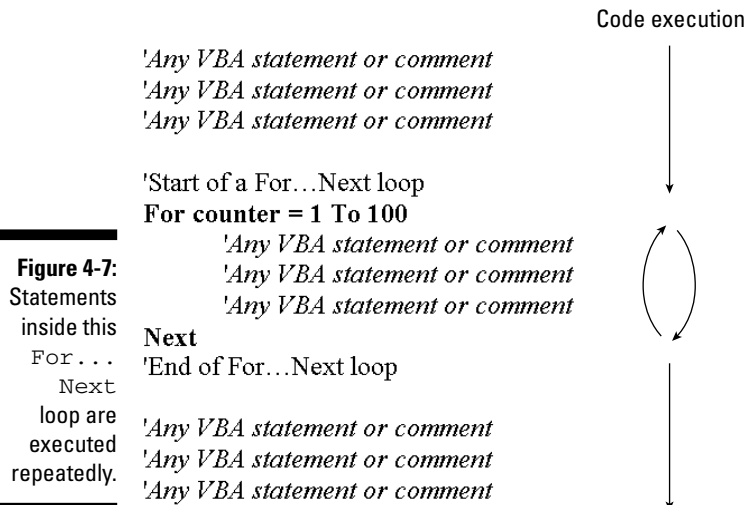 Code execution
'Any VBA statement or comment
'Any VBA statement or comment
'Any VBA statement or comment
'Start of a For…Next loop
For counter = 1 To 100
'Any VBA statement or comment
'Any VBA statement or comment
'Any VBA statement or comment
Next
'End of For…Next loop
'Any VBA statement or comment
'Any VBA statement or comment
'Any VBA statement or comment
Figure 4-7:
Statements
inside this
For...
Next
loop are
executed
repeatedly.